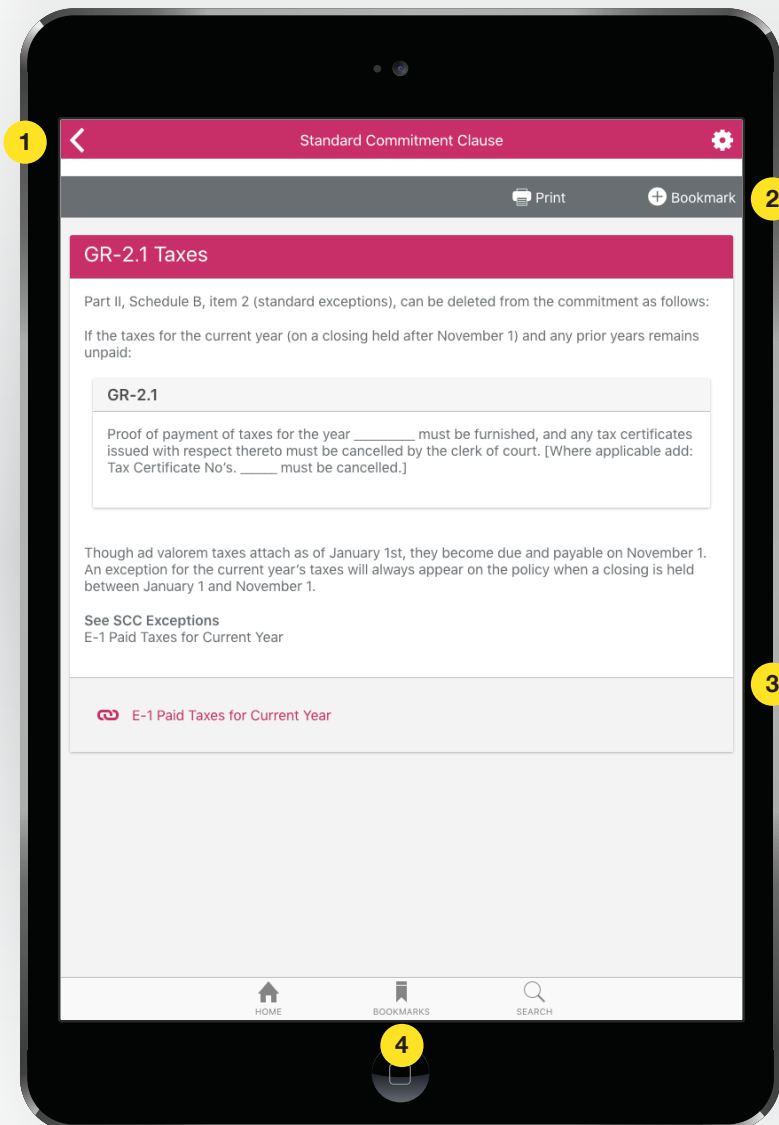 1
Standard Commitment Clause
Print
Bookmark
2
GR-2.1 Taxes
Part II, Schedule B, item 2 (standard exceptions), can be deleted from the commitment as follows:
If the taxes for the current year (on a closing held after November 1) and any prior years remains
unpaid:
GR-2.1
Proof of payment of taxes for the year ________ must be furnished, and any tax certificates
issued with respect thereto must be cancelled by the clerk of court. [Where applicable add:
Tax Certificate No's. _____ must be cancelled.]
Though ad valorem taxes attach as of January 1st, they become due and payable on November 1.
An exception for the current year's taxes will always appear on the policy when a closing is held
between January 1 and November 1.
See SCC Exceptions
E-1 Paid Taxes for Current Year
3
E-1 Paid Taxes for Current Year
HOME
BOOKMARKS
SEARCH
4